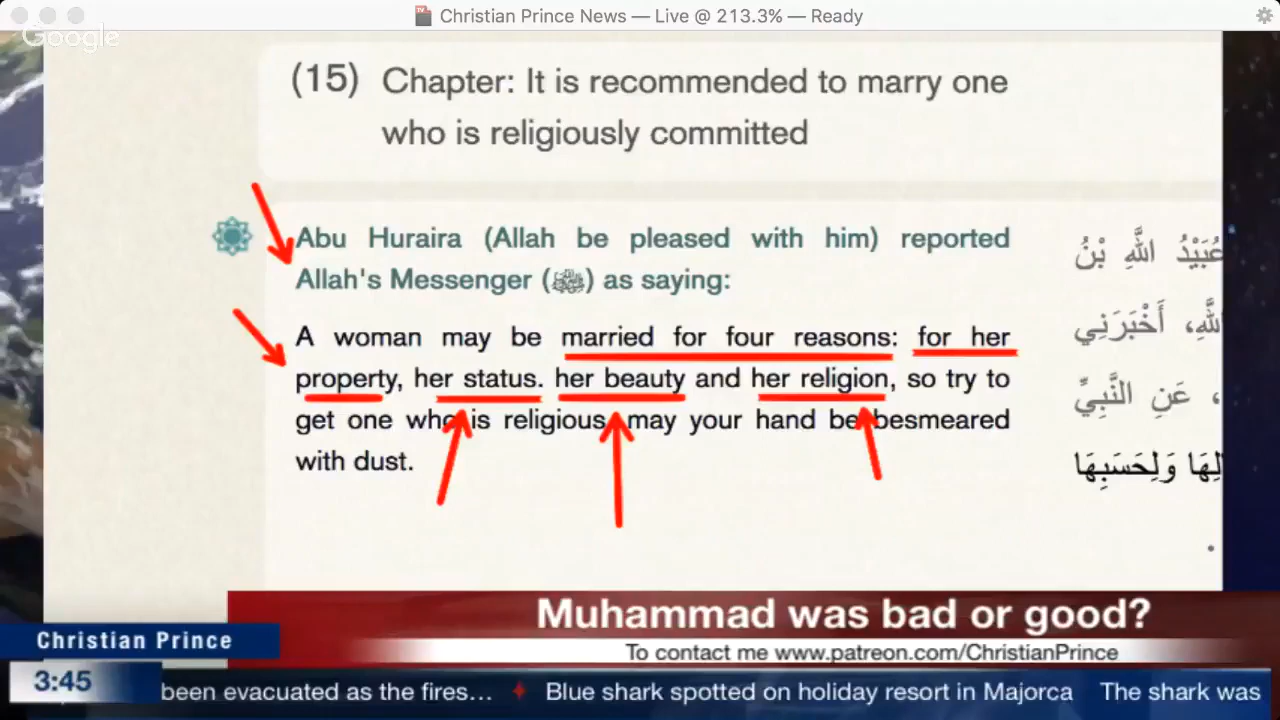 Christian Prince News — Live @ 213.3% — Ready
Google
(15) Chapter: It is recommended to marry one
who is religiously committed
Abu Huraira (Allah be pleased with him) reported
Allah's Messenger (ﷺ) as saying:
A woman may be married for four reasons: for her
property, her status. her beauty and her religion, so try to
get one who is religious, may your hand be besmeared
with dust.
عُبَيْدُ اللَّهِ بْنُ
اللَّهِ، أَخْبَرَنِي
، عَنِ النَّبِيِّ
وَلِحَسَبِهَا
.
Muhammad was bad or good?
Christian Prince
To contact me www.patreon.com/ChristianPrince
3:45
been evacuated as the fires... Blue shark spotted on holiday resort in Majorca The shark was